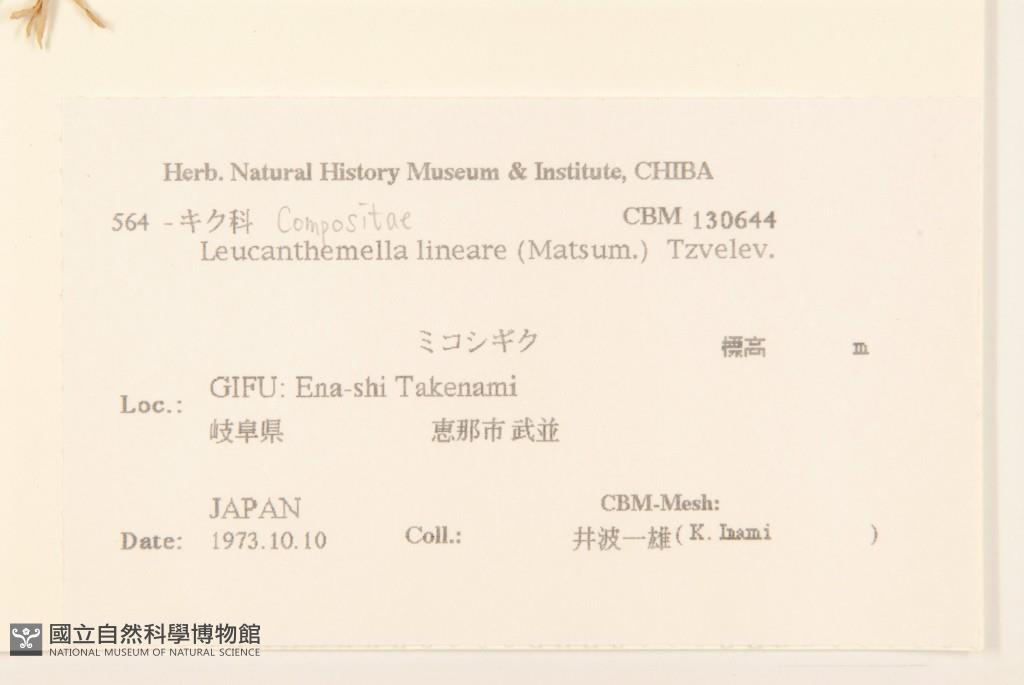 Herb. Natural History Museum & Institute, CHIBA
564 - キク科 Compositae CBM 130644
Leucanthemella lineare (Matsum.) Tzvelev.
ミコシギク 標高 m
Loc.: GIFU: Ena-shi Takenami
岐阜県 恵那市 武並
JAPAN CBM-Mesh:
Date: 1973.10.10 Coll.: 井波一雄 (K. Inami )
國立自然科學博物館
NATIONAL MUSEUM OF NATURAL SCIENCE